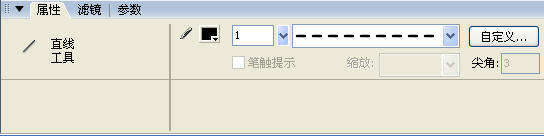 属性 滤镜 参数
直线
工具
1 自定义...
笔触提示 缩放: 尖角: 3